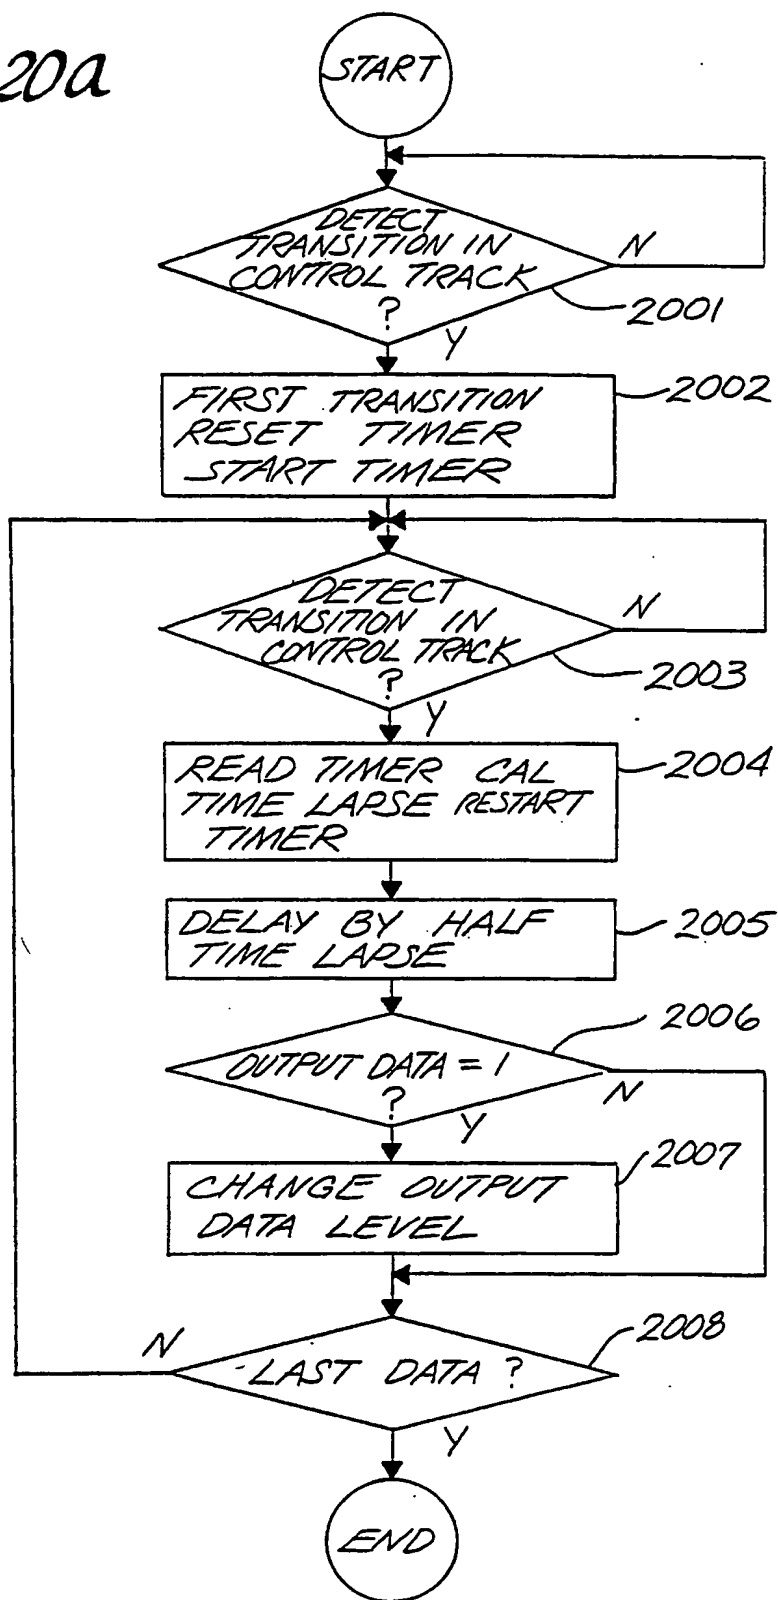 20a
START
DETECT
TRANSITION IN
CONTROL TRACK
?
N
2001
Y
2002
FIRST TRANSITION
RESET TIMER
START TIMER
DETECT
TRANSITION IN
CONTROL TRACK
?
N
2003
Y
READ TIMER CAL
TIME LAPSE RESTART
TIMER
2004
DELAY BY HALF
TIME LAPSE
2005
2006
OUTPUT DATA = 1
?
N
Y
2007
CHANGE OUTPUT
DATA LEVEL
2008
N
LAST DATA ?
Y
END